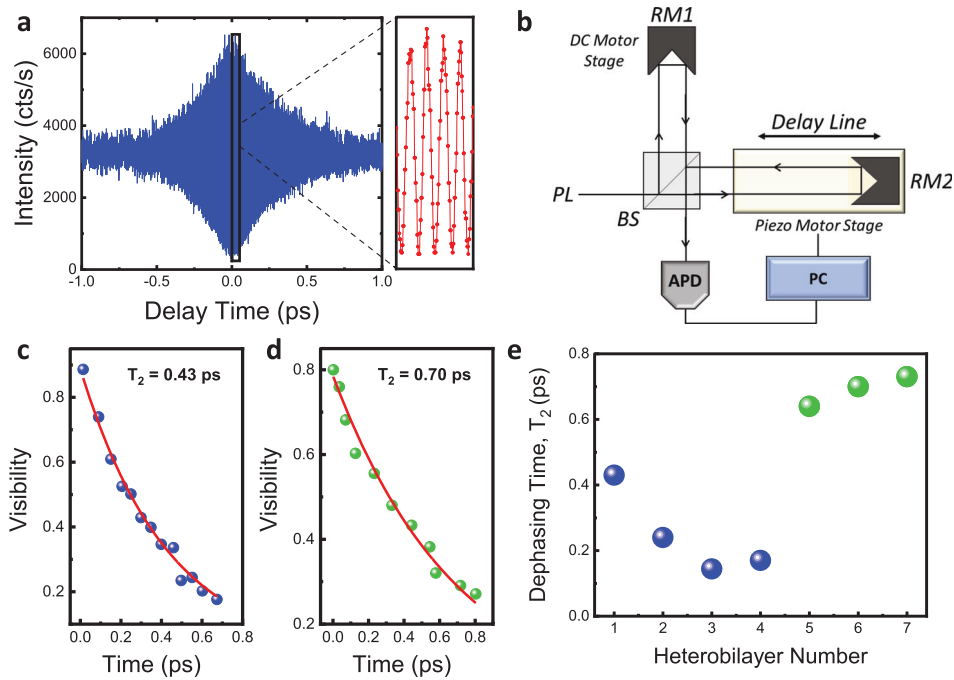 a
Intensity (cts/s)
6000
4000
2000
0
-1.0
-0.5
0.0
0.5
1.0
Delay Time (ps)
b
RM1
DC Motor
Stage
Delay Line
RM2
PL
BS
Piezo Motor Stage
APD
PC
c
T2 = 0.43 ps
Visibility
0.8
0.6
0.4
0.2
0.0
0.2
0.4
0.6
0.8
Time (ps)
d
T2 = 0.70 ps
Visibility
0.8
0.6
0.4
0.2
0.0
0.2
0.4
0.6
0.8
Time (ps)
e
Dephasing Time, T2 (ps)
0.8
0.6
0.4
0.2
0.0
1
2
3
4
5
6
7
Heterobilayer Number